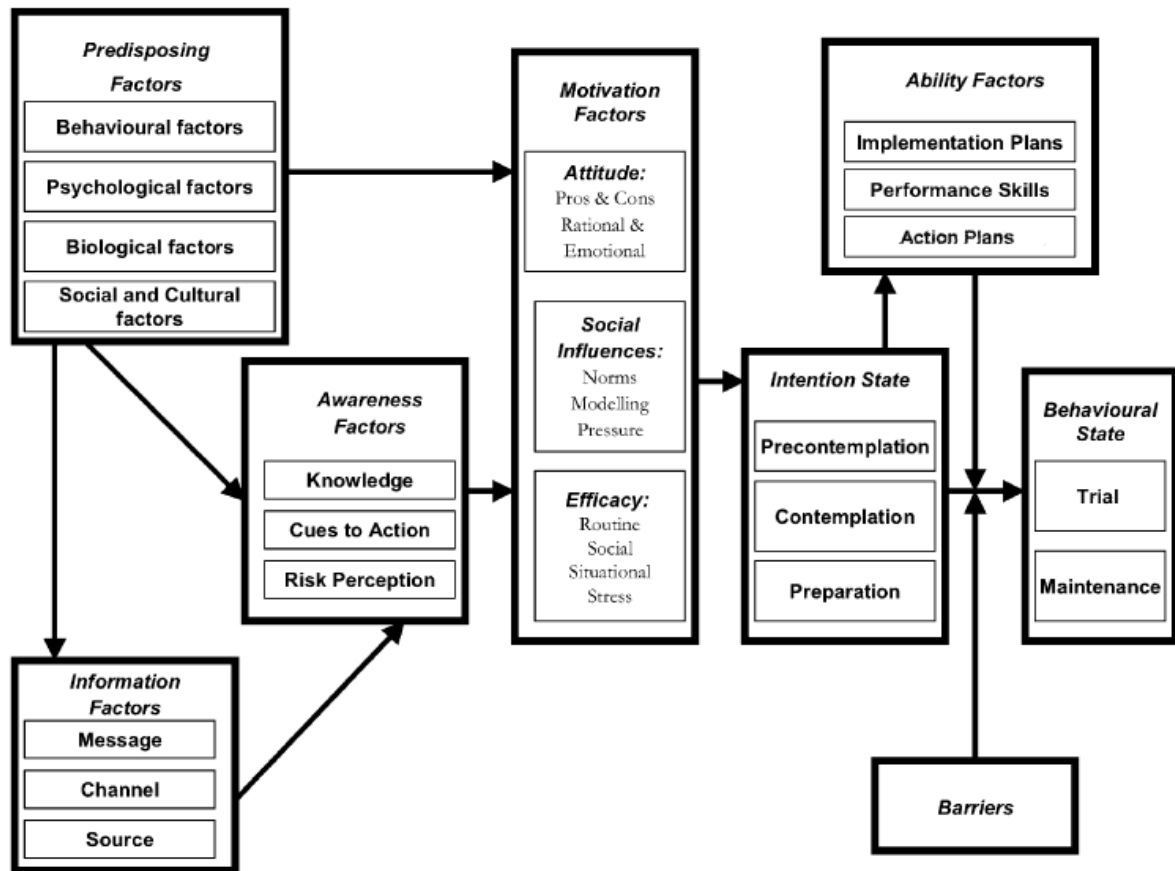 Predisposing
Factors
Behavioural factors
Psychological factors
Biological factors
Social and Cultural
factors
Information
Factors
Message
Channel
Source
Awareness
Factors
Knowledge
Cues to Action
Risk Perception
Motivation
Factors
Attitude:
Pros & Cons
Rational &
Emotional
Social
Influences:
Norms
Modelling
Pressure
Efficacy:
Routine
Social
Situational
Stress
Intention State
Precontemplation
Contemplation
Preparation
Ability Factors
Implementation Plans
Performance Skills
Action Plans
Behavioural
State
Trial
Maintenance
Barriers